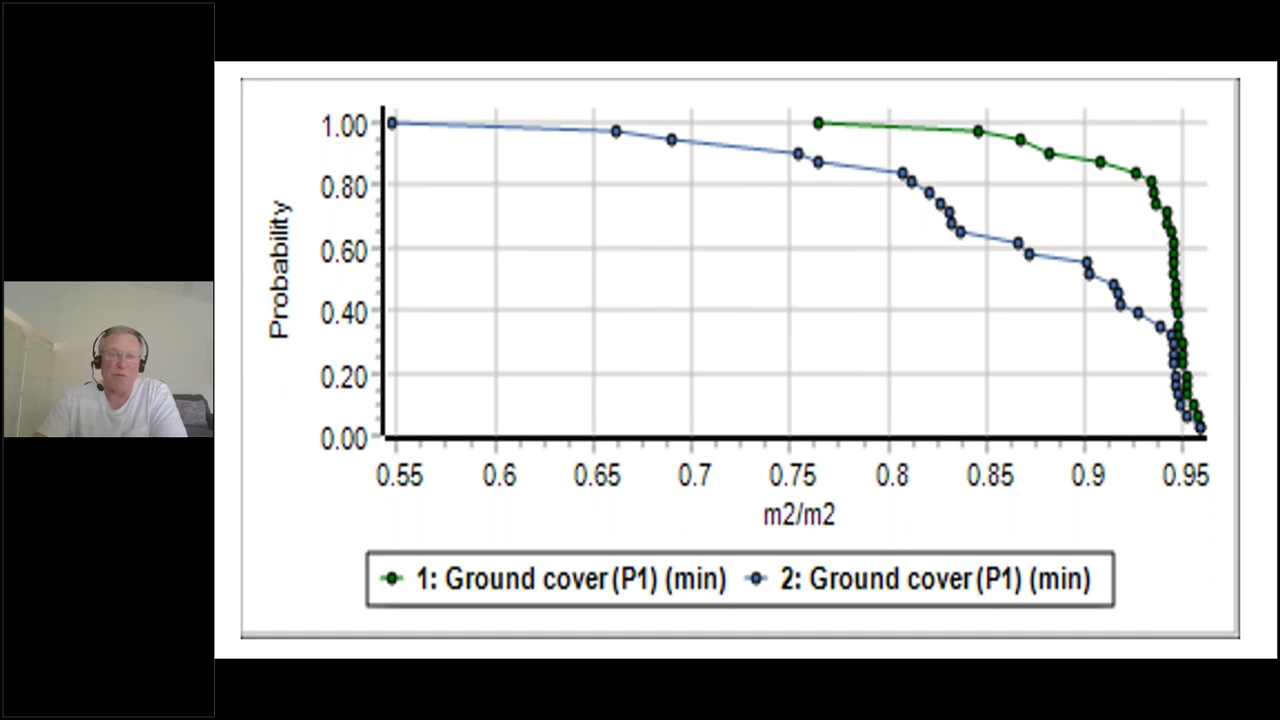 Probability
1.00
0.80
0.60
0.40
0.20
0.00
0.55 0.6 0.65 0.7 0.75 0.8 0.85 0.9 0.95
m2/m2
1: Ground cover (P1) (min) 2: Ground cover (P1) (min)